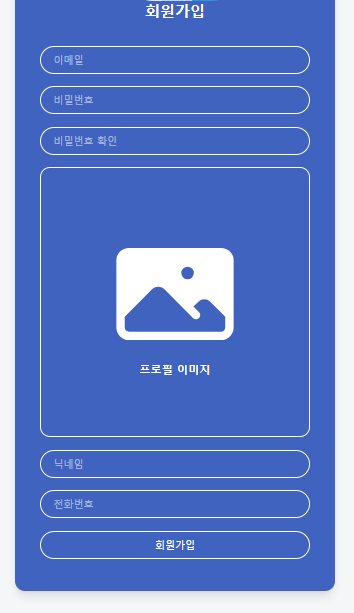 회원가입
이메일
비밀번호
비밀번호 확인
프로필 이미지
닉네임
전화번호
회원가입